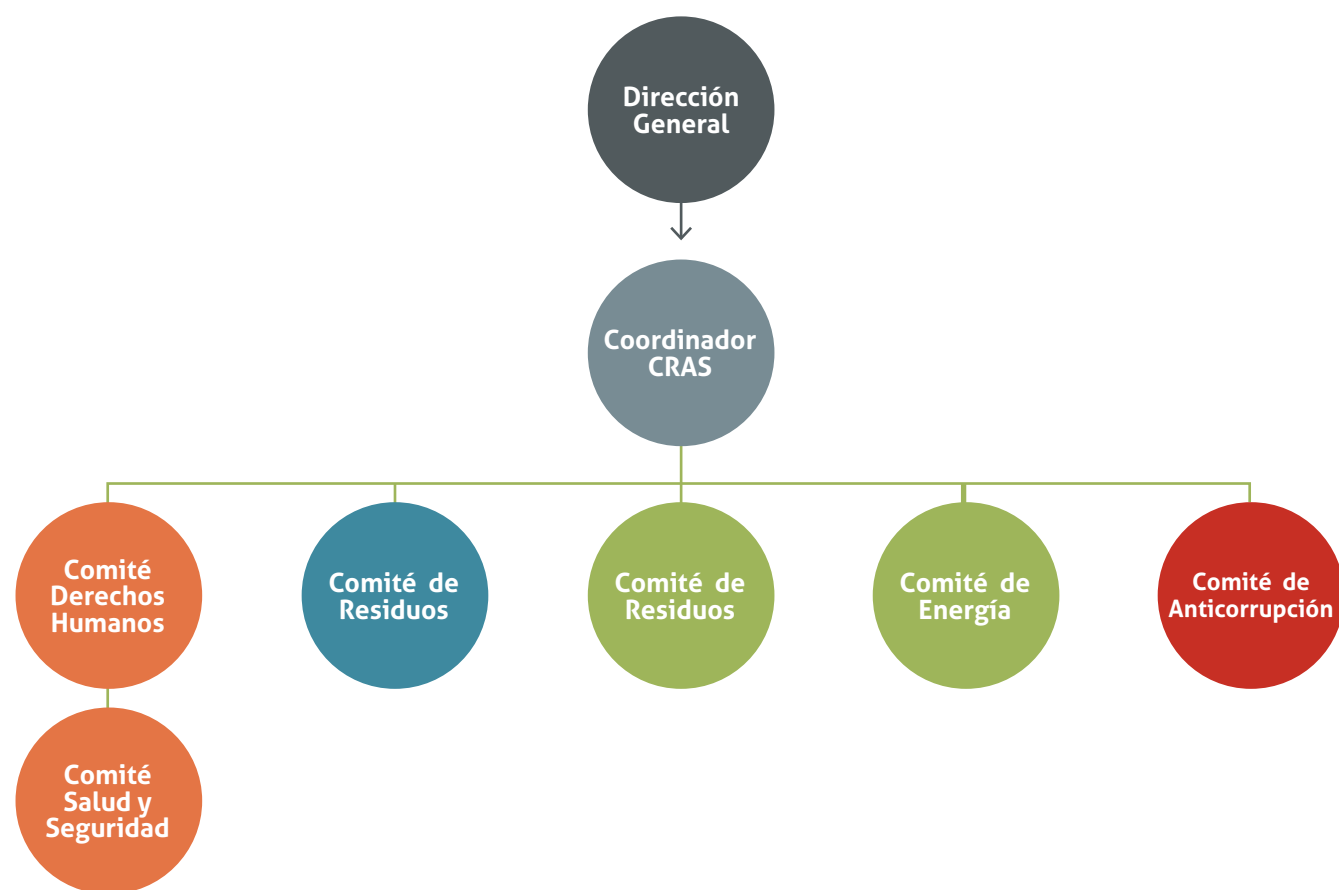 Dirección
General
Coordinador
CRAS
Comité
Derechos
Humanos
Comité de
Residuos
Comité de
Residuos
Comité de
Energía
Comité de
Anticorrupción
Comité
Salud y
Seguridad